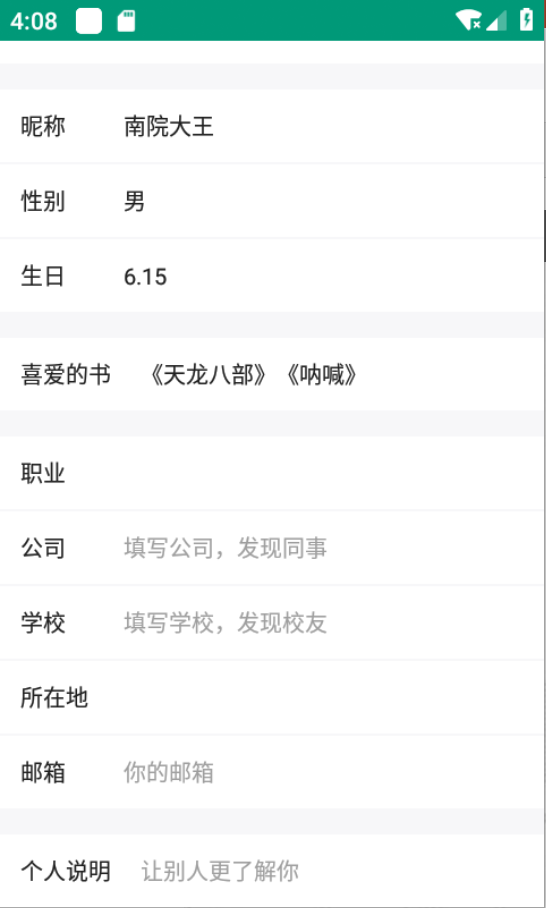 4:08
昵称 南院大王
性别 男
生日 6.15
喜爱的书 《天龙八部》《呐喊》
职业
公司 填写公司，发现同事
学校 填写学校，发现校友
所在地
邮箱 你的邮箱
个人说明 让别人更了解你